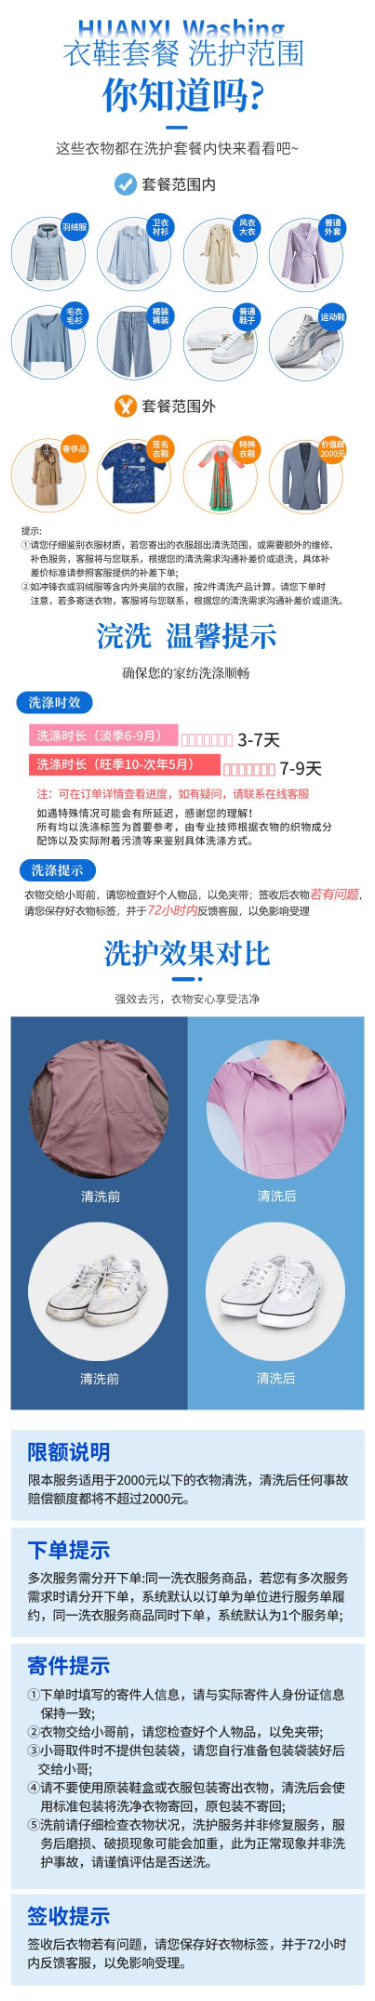 HUANXI Washing
衣鞋套餐 洗护范围
你知道吗?
这些衣物都在洗护套餐内快来看看吧~
套餐范围内
羽绒服
卫衣
衬衫
风衣
大衣
普通
外套
毛衣
毛衫
裙装
裤装
普通
鞋子
运动鞋
套餐范围外
奢侈品
签名
衣鞋
特殊
衣鞋
价值超
2000元
提示:
①请您仔细鉴别衣服材质，若您寄出的衣服超出清洗范围，或需要额外的维修、
补色服务，客服将与您联系，根据您的清洗需求沟通补差价或退洗，具体补
差价标准请参照客服提供的补差下单;
②如冲锋衣或羽绒服等含内外夹层的衣服，按2件清洗产品计算，请您下单时
注意，若多寄送衣物，客服将与您联系，根据您的清洗需求沟通补差价或退洗。
浣洗 温馨提示
确保您的家纺洗涤顺畅
洗涤时效
洗涤时长（淡季6-9月）
3-7天
洗涤时长（旺季10-次年5月）
7-9天
注：可在订单详情查看进度，如有疑问，请联系在线客服
如遇特殊情况可能会有所延迟，感谢您的理解！
所有均以洗涤标签为首要参考，由专业技师根据衣物的织物成分
配饰以及实际附着污渍等来鉴别具体洗涤方式。
洗涤提示
衣物交给小哥前，请您检查好个人物品，以免夹带；签收后衣物若有问题，
请您保存好衣物标签，并于72小时内反馈客服，以免影响受理
洗护效果对比
强效去污，衣物安心享受洁净
清洗前
清洗后
清洗前
清洗后
限额说明
限本服务适用于2000元以下的衣物清洗，清洗后任何事故
赔偿额度都将不超过2000元。
下单提示
多次服务需分开下单:同一洗衣服务商品，若您有多次服务
需求时请分开下单，系统默认以订单为单位进行服务单履
约，同一洗衣服务商品同时下单，系统默认为1个服务单;
寄件提示
①下单时填写的寄件人信息，请与实际寄件人身份证信息
保持一致;
②衣物交给小哥前，请您检查好个人物品，以免夹带;
③小哥取件时不提供包装袋，请您自行准备包装袋装好后
交给小哥;
④请不要使用原装鞋盒或衣服包装寄出衣物，清洗后会使
用标准包装将洗净衣物寄回，原包装不寄回;
⑤洗前请仔细检查衣物状况，洗护服务并非修复服务，服
务后磨损、破损现象可能会加重，此为正常现象并非洗
护事故，请谨慎评估是否送洗。
签收提示
签收后衣物若有问题，请您保存好衣物标签，并于72小时
内反馈客服，以免影响受理。